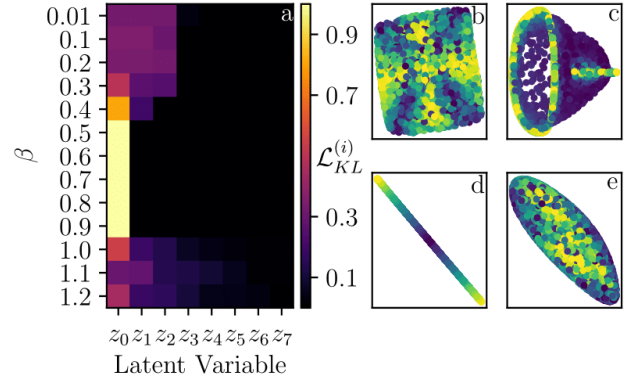 a
b
c
d
e
0.01
0.1
0.2
0.3
0.4
0.5
0.6
0.7
0.8
0.9
1.0
1.1
1.2
β
z₀ z₁ z₂ z₃ z₄ z₅ z₆ z₇
Latent Variable
0.9
0.7
0.3
0.1
ℒ_{KL}^{(i)}